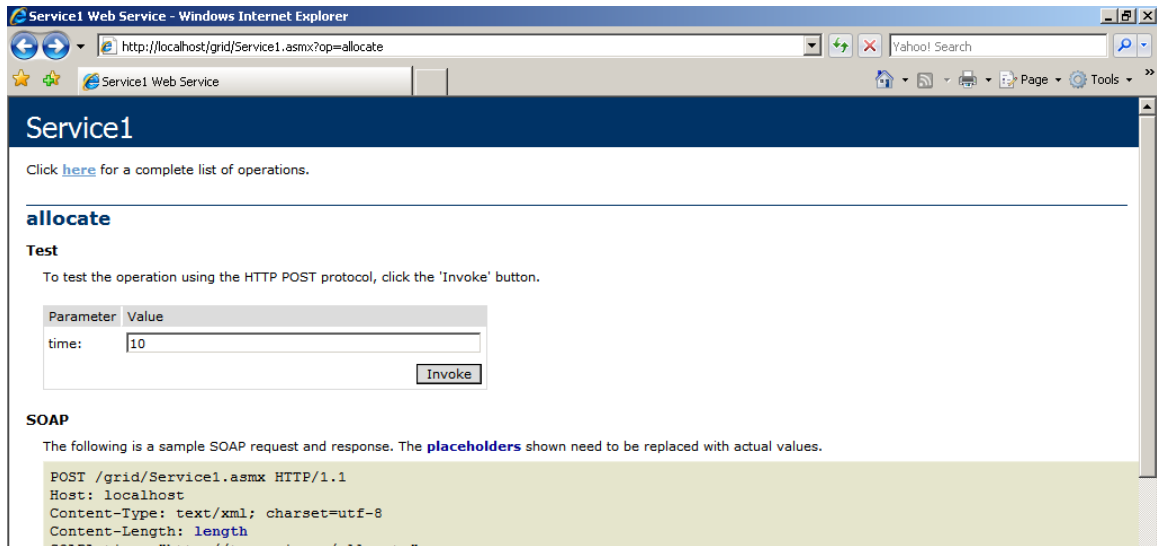 Service1 Web Service - Windows Internet Explorer
http://localhost/grid/Service1.asmx?op=allocate
Yahoo! Search
Service1 Web Service
Page
Tools
»
Service1
Click here for a complete list of operations.
allocate
Test
To test the operation using the HTTP POST protocol, click the 'Invoke' button.
Parameter Value
time: 10
Invoke
SOAP
The following is a sample SOAP request and response. The placeholders shown need to be replaced with actual values.
POST /grid/Service1.asmx HTTP/1.1
Host: localhost
Content-Type: text/xml; charset=utf-8
Content-Length: length